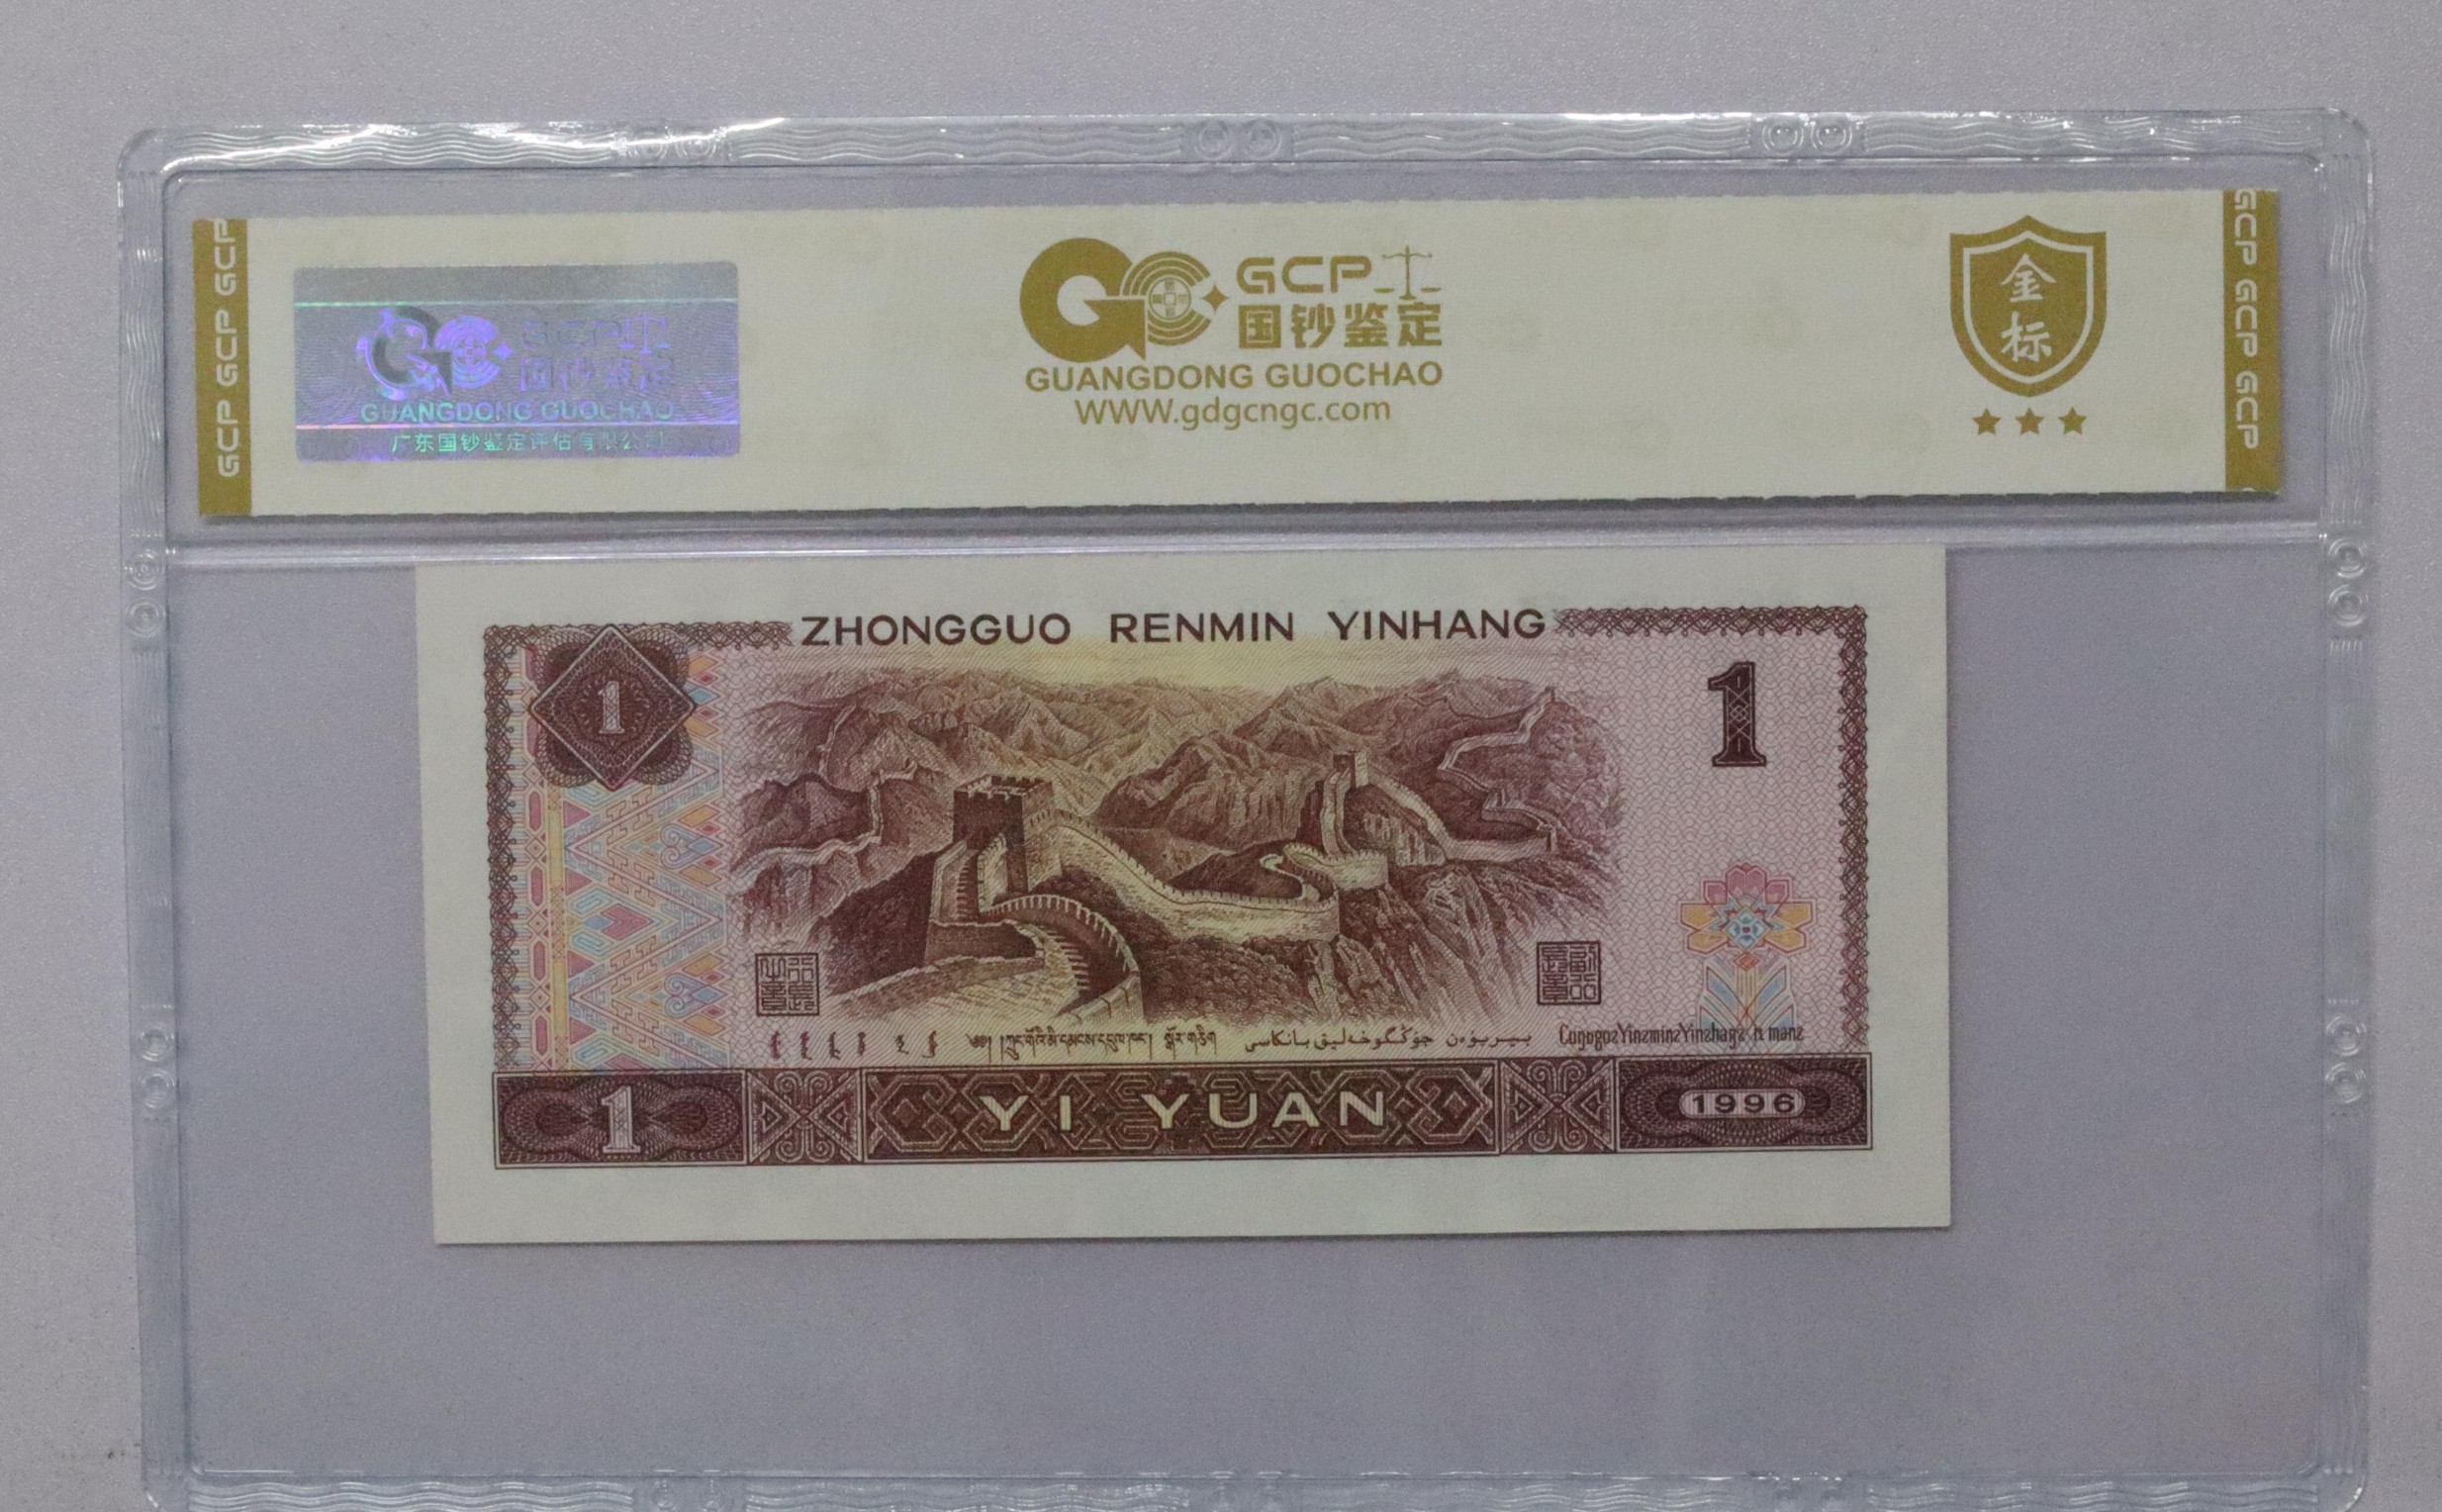 GCP GCP GCP
GCP
国钞鉴定
GUANGDONG GUOCHAO
广东国钞鉴定评估有限公司
GCP
国钞鉴定
GUANGDONG GUOCHAO
WWW.gdgcngc.com
金
标
GCP GCP GCP
ZHONGGUO RENMIN YINHANG
1
1
1
YI YUAN
1996